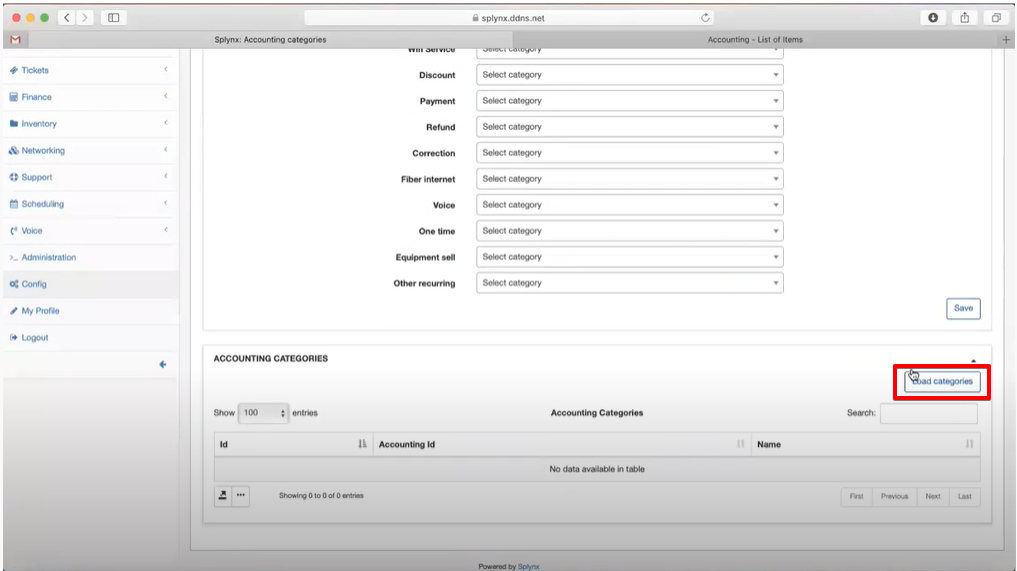 splynx.ddns.net
Splynx: Accounting categories
Accounting - List of Items
Tickets
Finance
Inventory
Networking
Support
Scheduling
Voice
Administration
Config
My Profile
Logout
Wifi Service Select category
Discount Select category
Payment Select category
Refund Select category
Correction Select category
Fiber internet Select category
Voice Select category
One time Select category
Equipment sell Select category
Other recurring Select category
Save
ACCOUNTING CATEGORIES
Load categories
Show 100 entries Accounting Categories Search:
Id Accounting Id Name
No data available in table
Showing 0 to 0 of 0 entries First Previous Next Last
Powered by Splynx